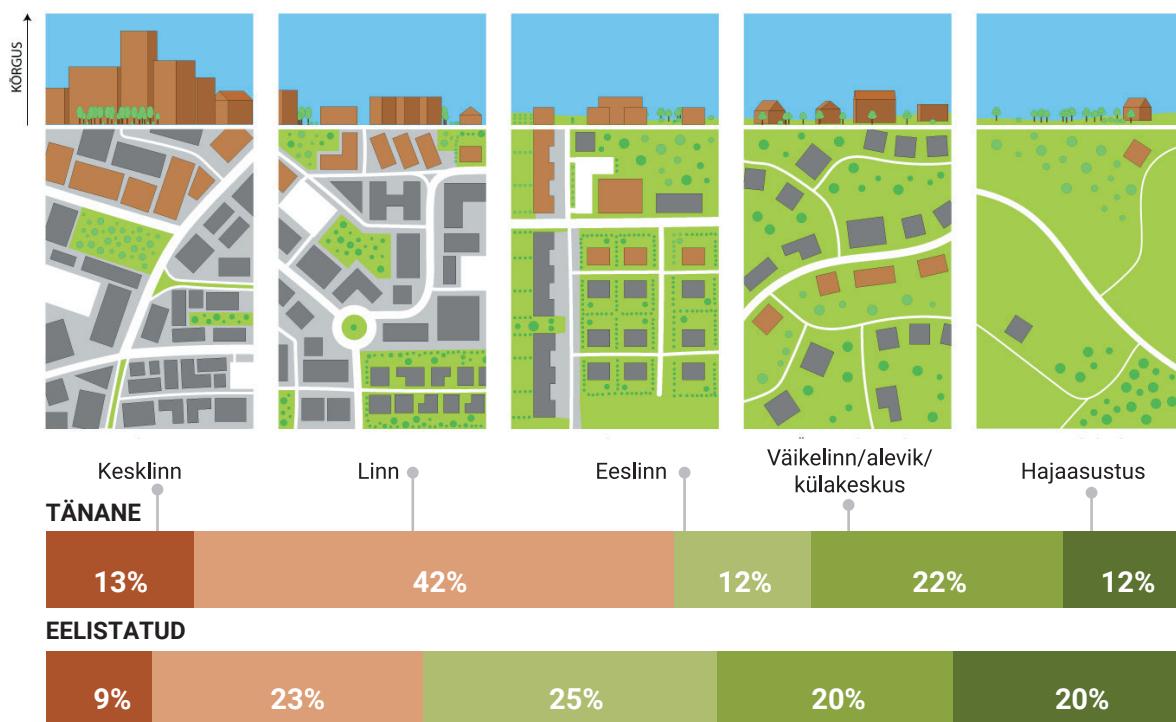 KÕRGUS
Kesklinn
Linn
Eeslinn
Väikelinn/alevik/
külakeskus
Hajaasustus
TÄNANE
13%
42%
12%
22%
12%
EELISTATUD
9%
23%
25%
20%
20%